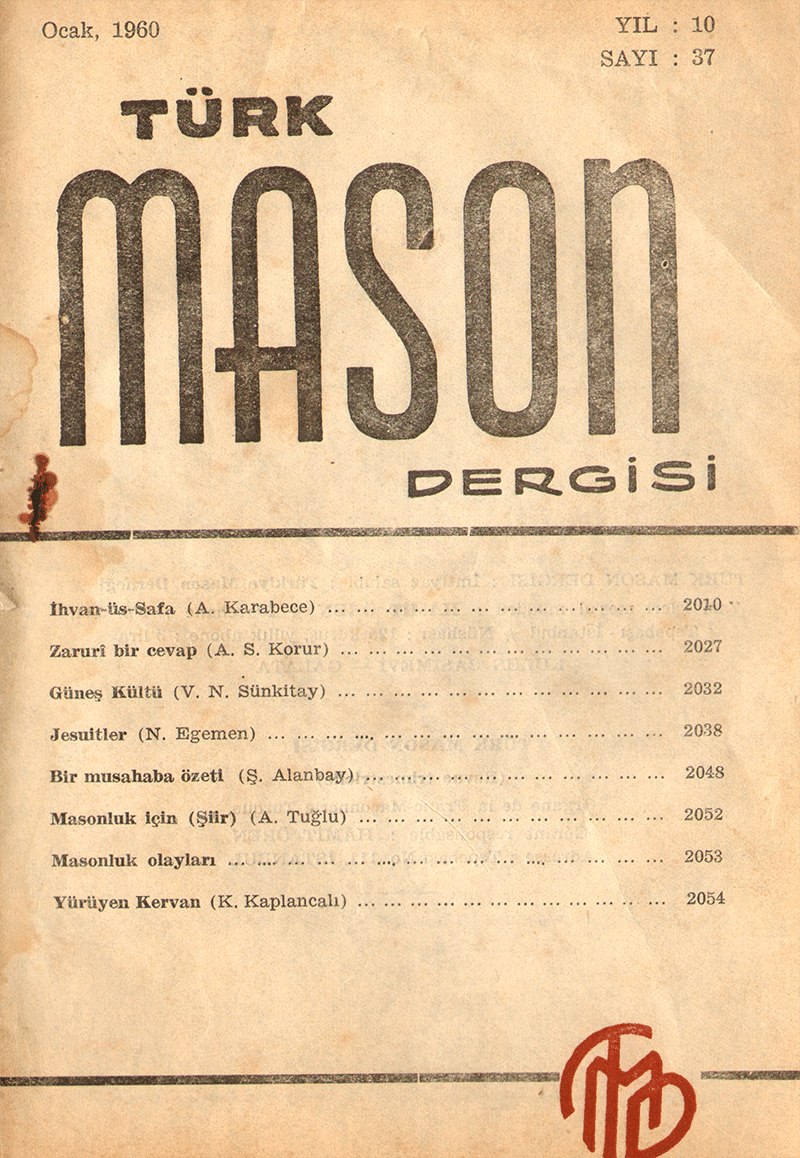 Ocak, 1960
YIL : 10
SAYI : 37
TÜRK
MASON
DERGİSİ
İhvan-üs-Safa (A. Karabece) ... 2010
Zarurî bir cevap (A. S. Korur) ... 2027
Güneş Kültü (V. N. Sünkitay) ... 2032
Jesuitler (N. Egemen) ... 2038
Bir musahaba özeti (Ş. Alanbay) ... 2048
Masonluk için (Şiir) (A. Tuğlu) ... 2052
Masonluk olayları ... 2053
Yürüyen Kervan (K. Kaplancalı) ... 2054